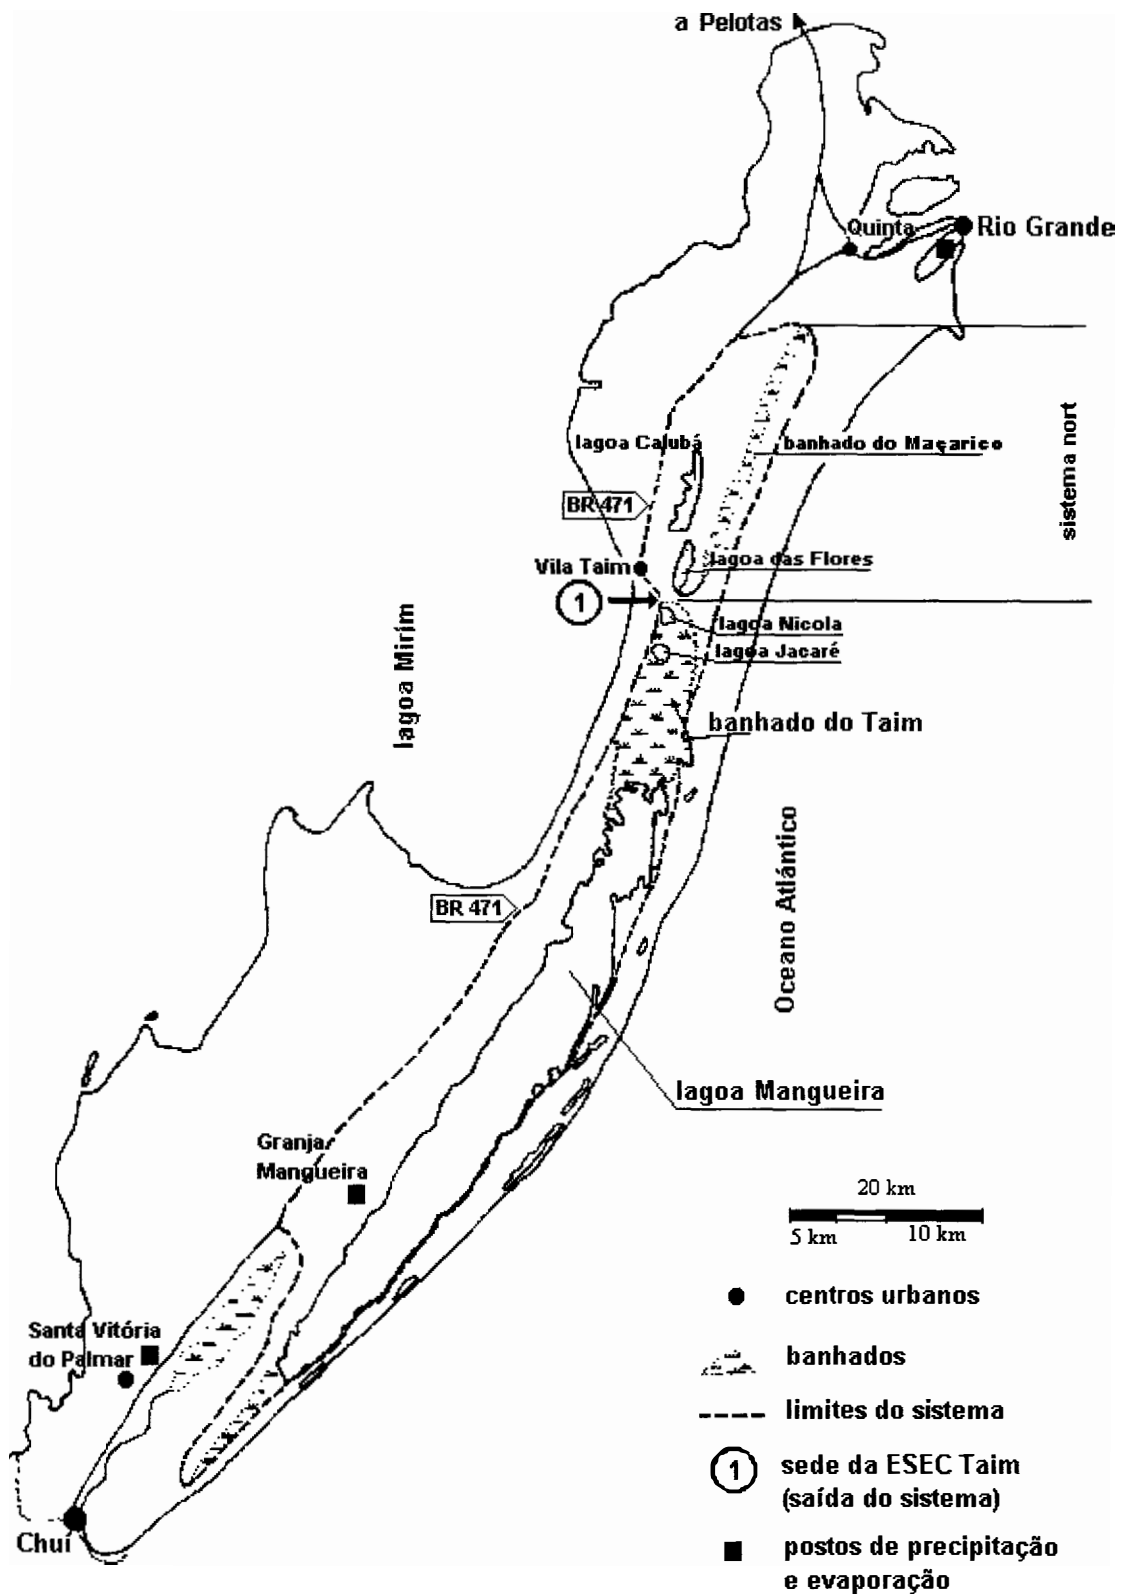 a Pelotas
Quinta
Rio Grande
lagoa Caiubá
banhado do Maçarico
sistema nort
BR 471
lagoa das Flores
Vila Taim
1
lagoa Nicola
lagoa Jacaré
lagoa Mirim
banhado do Taim
Oceano Atlántico
BR 471
lagoa Mangueira
Granja
Mangueira
20 km
5 km 10 km
centros urbanos
Santa Vitória
do Palmar
banhados
limites do sistema
1 sede da ESEC Taim
(saída do sistema)
Chuí
postos de precipitação
e evaporação